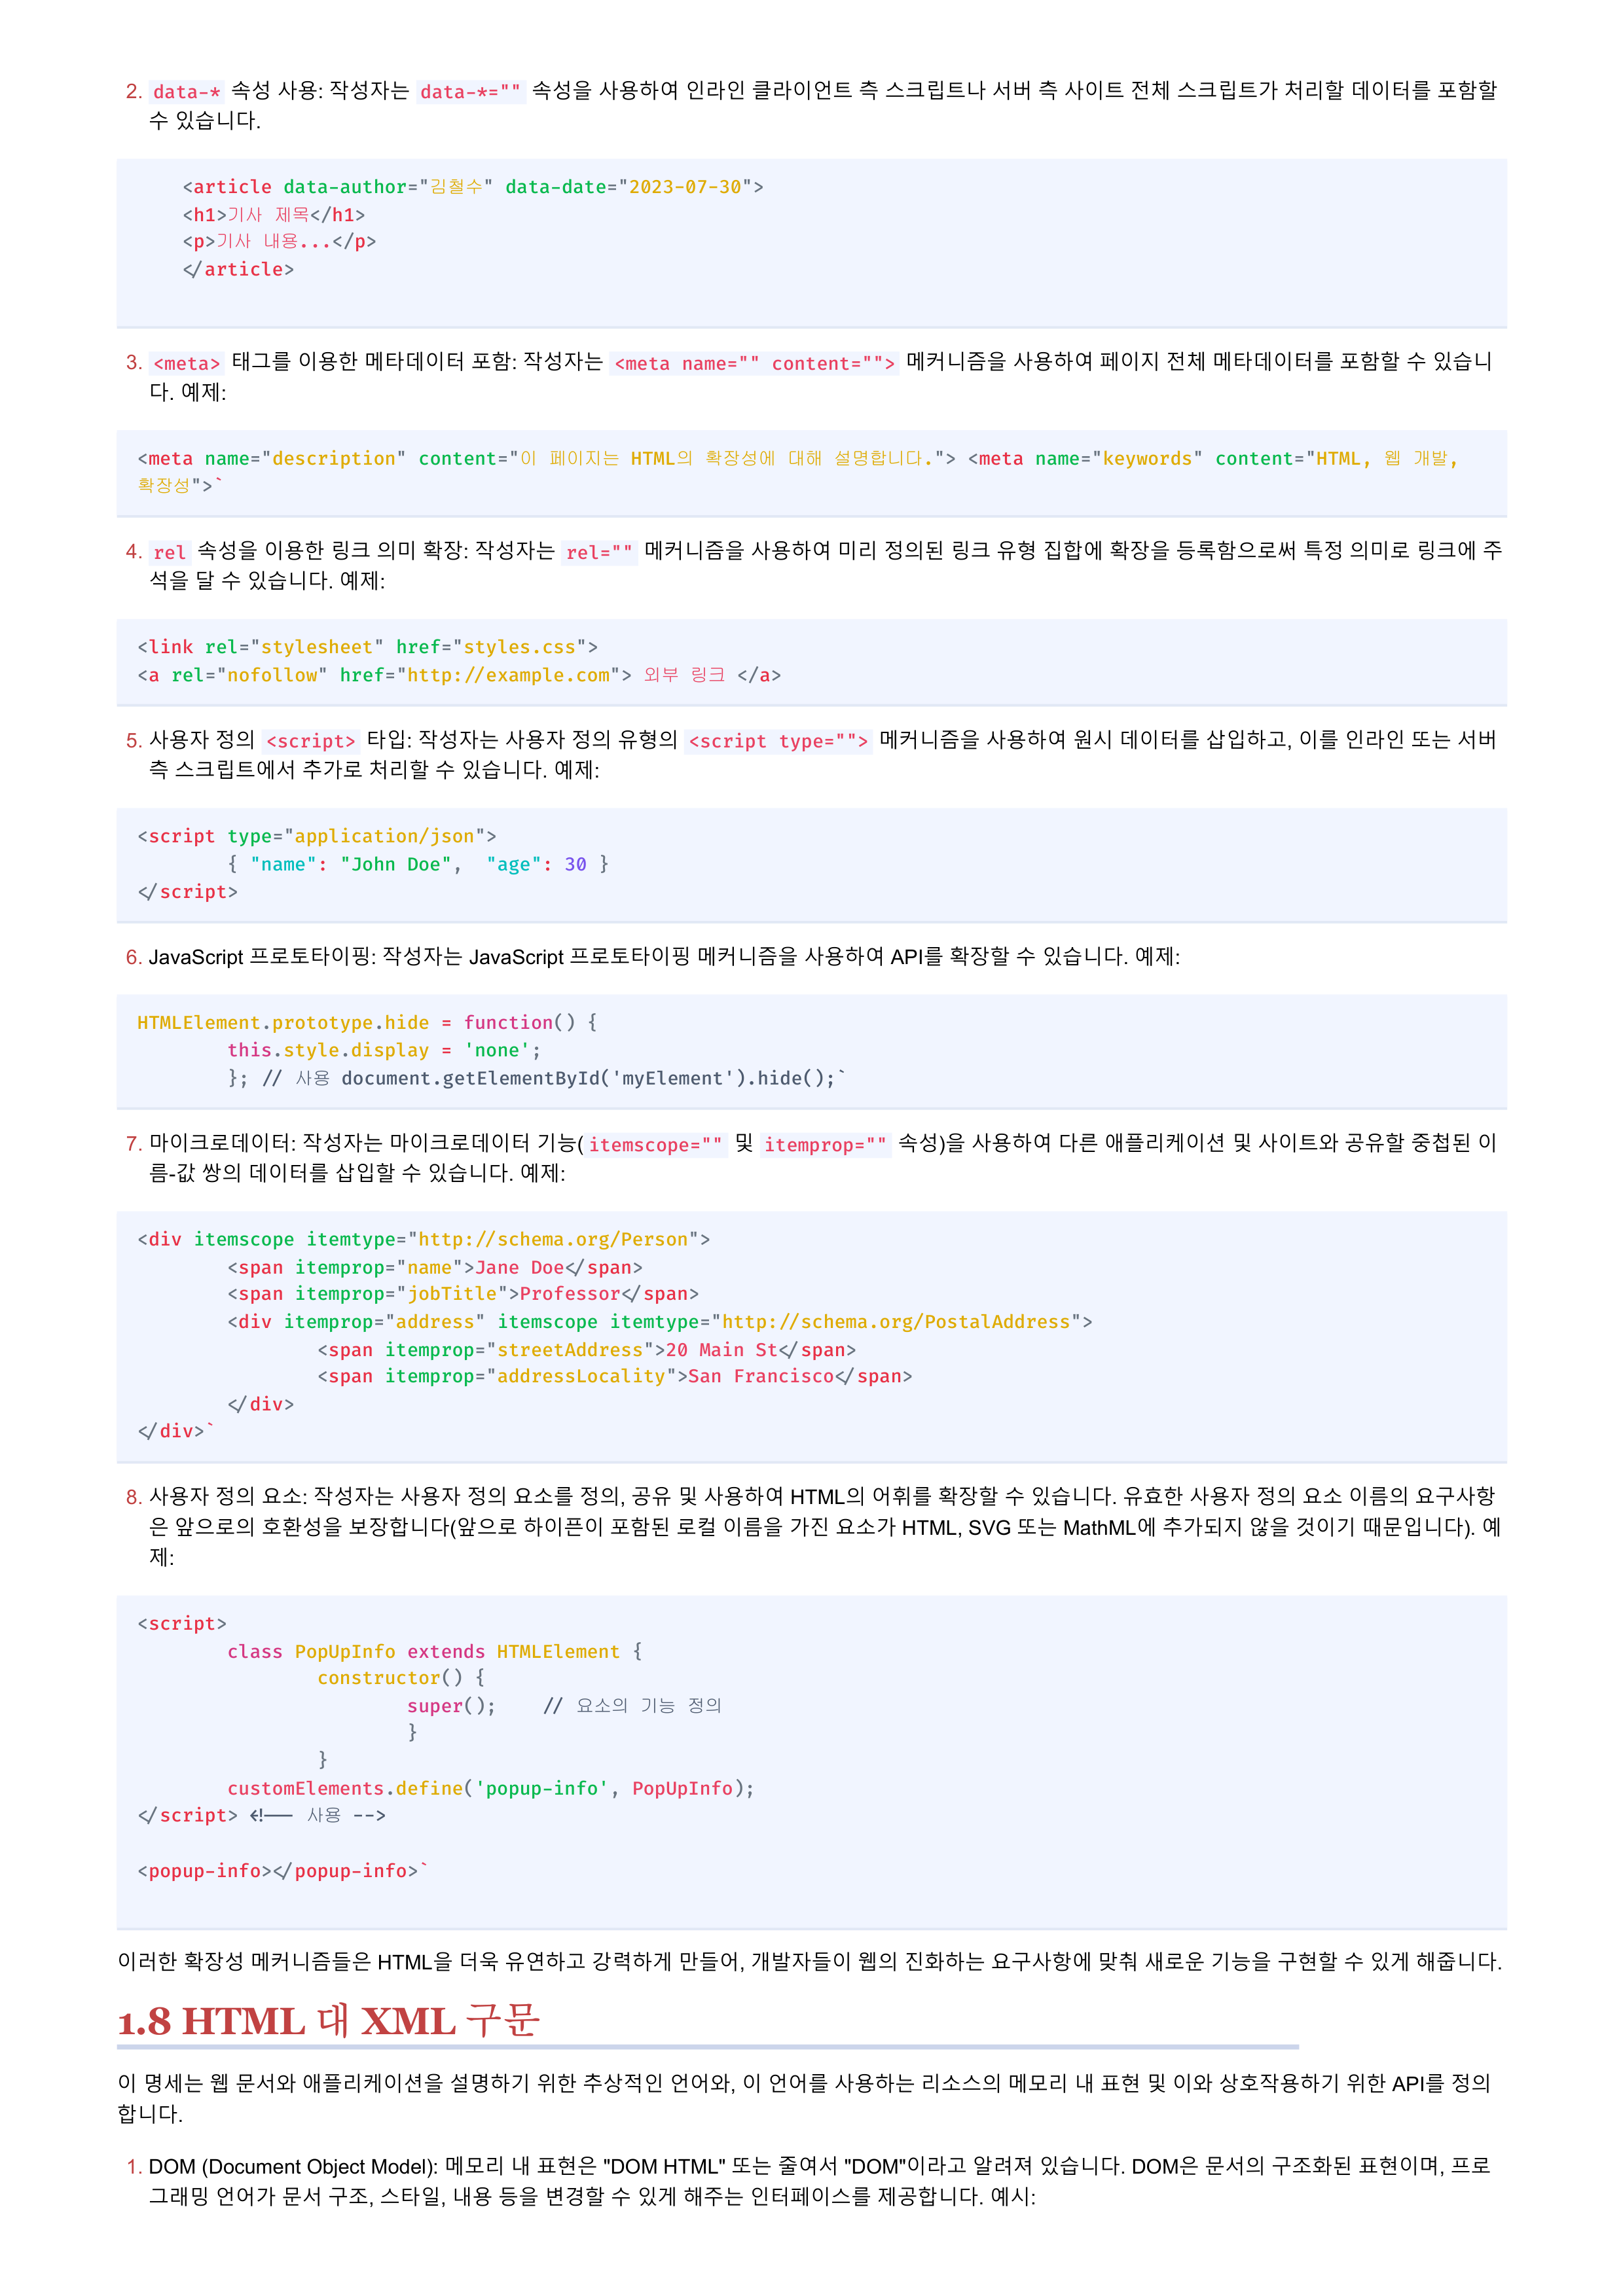 2. data-* 속성 사용: 작성자는 data-*="" 속성을 사용하여 인라인 클라이언트 측 스크립트나 서버 측 사이트 전체 스크립트가 처리할 데이터를 포함할
수 있습니다.
<article data-author="김철수" data-date="2023-07-30">
<h1>기사 제목</h1>
<p>기사 내용...</p>
</article>
3. <meta> 태그를 이용한 메타데이터 포함: 작성자는 <meta name="" content=""> 메커니즘을 사용하여 페이지 전체 메타데이터를 포함할 수 있습니
다. 예제:
<meta name="description" content="이 페이지는 HTML의 확장성에 대해 설명합니다."> <meta name="keywords" content="HTML, 웹 개발,
확장성">`
4. rel 속성을 이용한 링크 의미 확장: 작성자는 rel="" 메커니즘을 사용하여 미리 정의된 링크 유형 집합에 확장을 등록함으로써 특정 의미로 링크에 주
석을 달 수 있습니다. 예제:
<link rel="stylesheet" href="styles.css">
<a rel="nofollow" href="http://example.com"> 외부 링크 </a>
5. 사용자 정의 <script> 타입: 작성자는 사용자 정의 유형의 <script type=""> 메커니즘을 사용하여 원시 데이터를 삽입하고, 이를 인라인 또는 서버
측 스크립트에서 추가로 처리할 수 있습니다. 예제:
<script type="application/json">
{ "name": "John Doe",  "age": 30 }
</script>
6. JavaScript 프로토타이핑: 작성자는 JavaScript 프로토타이핑 메커니즘을 사용하여 API를 확장할 수 있습니다. 예제:
HTMLElement.prototype.hide = function() {
this.style.display = 'none';
}; // 사용 document.getElementById('myElement').hide();`
7. 마이크로데이터: 작성자는 마이크로데이터 기능( itemscope="" 및 itemprop="" 속성)을 사용하여 다른 애플리케이션 및 사이트와 공유할 중첩된 이
름-값 쌍의 데이터를 삽입할 수 있습니다. 예제:
<div itemscope itemtype="http://schema.org/Person">
<span itemprop="name">Jane Doe</span>
<span itemprop="jobTitle">Professor</span>
<div itemprop="address" itemscope itemtype="http://schema.org/PostalAddress">
<span itemprop="streetAddress">20 Main St</span>
<span itemprop="addressLocality">San Francisco</span>
</div>
</div>`
8. 사용자 정의 요소: 작성자는 사용자 정의 요소를 정의, 공유 및 사용하여 HTML의 어휘를 확장할 수 있습니다. 유효한 사용자 정의 요소 이름의 요구사항
은 앞으로의 호환성을 보장합니다(앞으로 하이픈이 포함된 로컬 이름을 가진 요소가 HTML, SVG 또는 MathML에 추가되지 않을 것이기 때문입니다). 예
제:
<script>
class PopUpInfo extends HTMLElement {
constructor() {
super();    // 요소의 기능 정의
}
}
customElements.define('popup-info', PopUpInfo);
</script> <!-- 사용 -->
<popup-info></popup-info>`
이러한 확장성 메커니즘들은 HTML을 더욱 유연하고 강력하게 만들어, 개발자들이 웹의 진화하는 요구사항에 맞춰 새로운 기능을 구현할 수 있게 해줍니다.
1.8 HTML 대 XML 구문
이 명세는 웹 문서와 애플리케이션을 설명하기 위한 추상적인 언어와, 이 언어를 사용하는 리소스의 메모리 내 표현 및 이와 상호작용하기 위한 API를 정의
합니다.
1. DOM (Document Object Model): 메모리 내 표현은 "DOM HTML" 또는 줄여서 "DOM"이라고 알려져 있습니다. DOM은 문서의 구조화된 표현이며, 프로
그래밍 언어가 문서 구조, 스타일, 내용 등을 변경할 수 있게 해주는 인터페이스를 제공합니다. 예시: